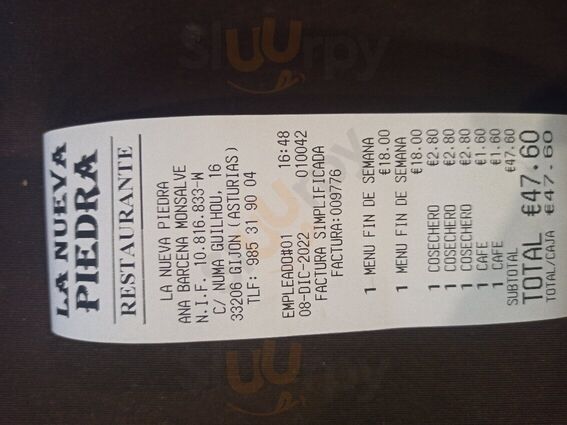 LA NUEVA
PIEDRA
RESTAURANTE
LA NUEVA PIEDRA
ANA BARCENA MONSALVE
N.I.F. 10.816.833-W
C/ NUMA GUILHOU, 16
33206 GIJON (ASTURIAS)
TLF: 985 31 90 04
EMPLEADO#01 16:48
08-DIC-2022 010042
FACTURA SIMPLIFICADA
FACTURA:009776
1 MENU FIN DE SEMANA
€18.00
1 MENU FIN DE SEMANA
€18.00
1 COSECHERO €2.80
1 COSECHERO €2.80
1 COSECHERO €2.80
1 CAFE €1.60
1 CAFE €1.60
SUBTOTAL €47.60
TOTAL €47.60
TOTAL/CAJA €47.60
Sluurpy
Sluurpy
Sluurpy